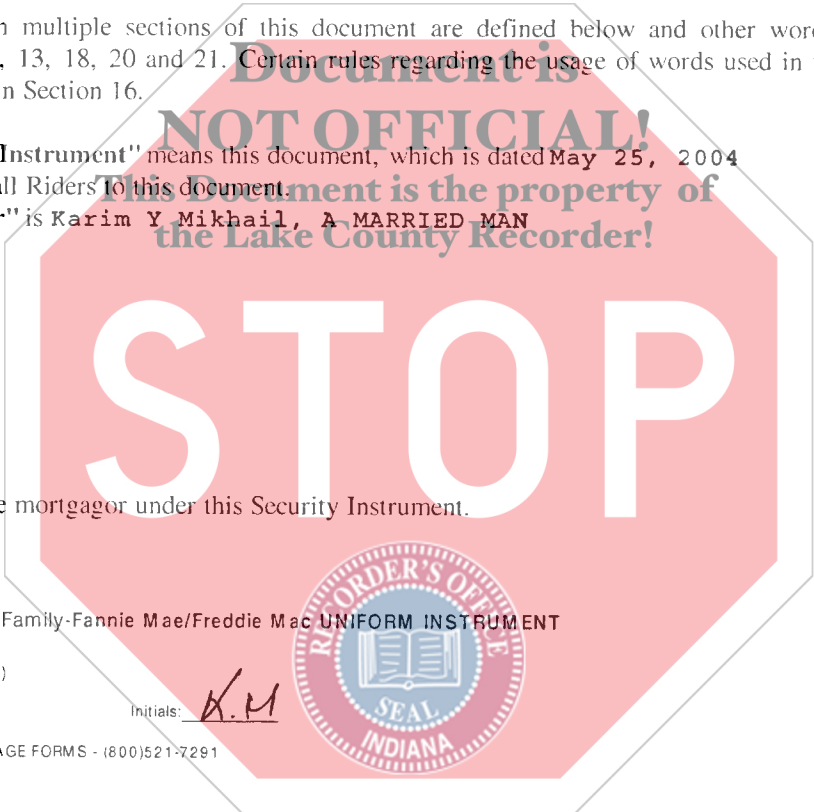 multiple sections of this document are defined below and other
13, 18, 20 and 21. Certain rules regarding the usage of words used in
Document is
n Section 16.
NOT OFFICIAL!
Instrument" means this document, which is dated May 25, 2004
all Riders to this document.
This Document is the property of
r" is Karim Y Mikhail, A MARRIED MAN
the Lake County Recorder!
STOP
e mortgagor under this Security Instrument.
RECORDER'S OFFICE
Family-Fannie Mae/Freddie Mac UNIFORM INSTRUMENT
)
Initials: K.M
SEAL
INDIANA
AGE FORMS - (800)521-7291